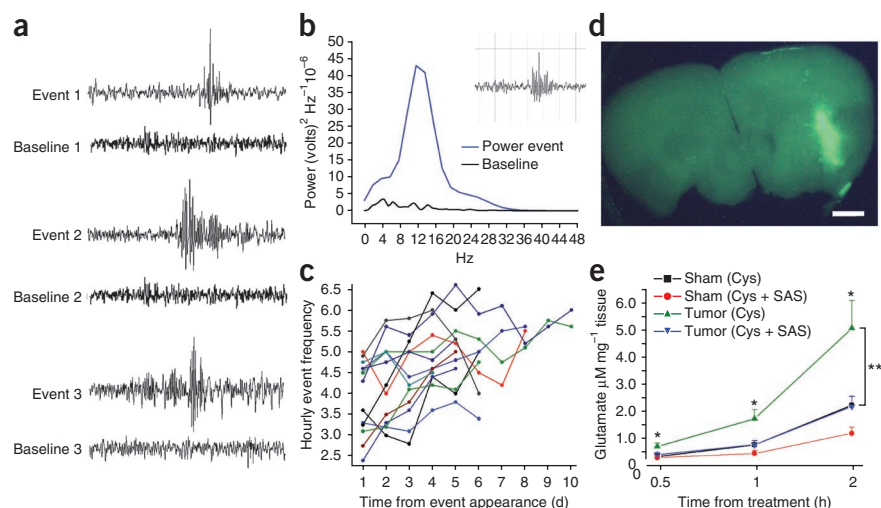 a
Event 1
Baseline 1
Event 2
Baseline 2
Event 3
Baseline 3
b
Power (volts)² Hz⁻¹10⁻⁶
50
45
40
35
30
25
20
15
10
5
0
Power event
Baseline
0 4 8 12 16 20 24 28 32 36 40 44 48
Hz
c
Hourly event frequency
6.5
6.0
5.5
5.0
4.5
4.0
3.5
3.0
2.5
1 2 3 4 5 6 7 8 9 10
Time from event appearance (d)
d
e
Sham (Cys)
Sham (Cys + SAS)
Tumor (Cys)
Tumor (Cys + SAS)
Glutamate μM mg⁻¹ tissue
6.0
5.0
4.0
3.0
2.0
1.0
0
0
0.5 1 2
* * *
**
Time from treatment (h)